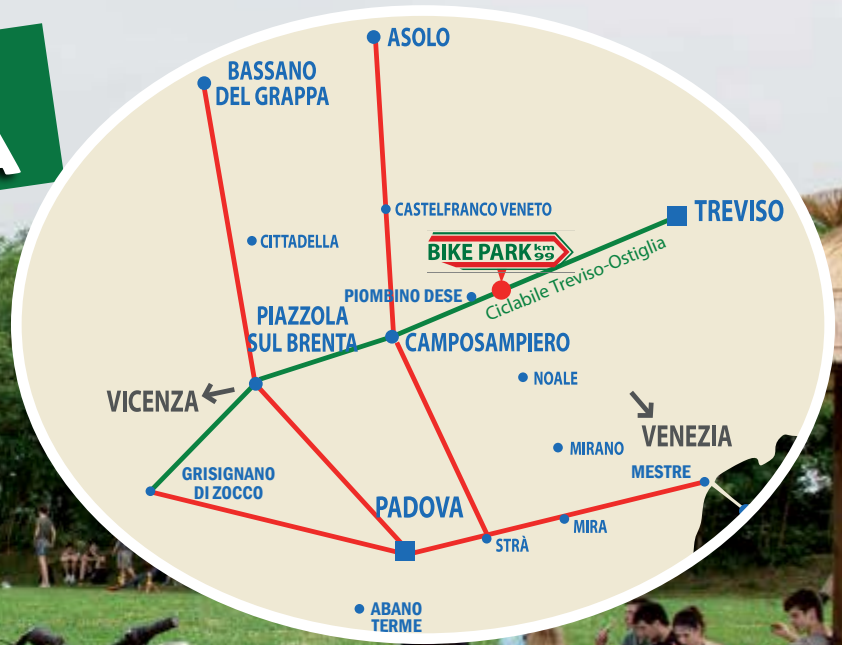 A
ASOLO
BASSANO
DEL GRAPPA
CASTELFRANCO VENETO
TREVISO
CITTADELLA
BIKE PARK km 99
Ciclabile Treviso-Ostiglia
PIOMBINO DESE
PIAZZOLA
SUL BRENTA
CAMPOSAMPIERO
NOALE
VICENZA
VENEZIA
MIRANO
MESTRE
GRISIGNANO
DI ZOCCO
PADOVA
MIRA
STRÀ
ABANO
TERME